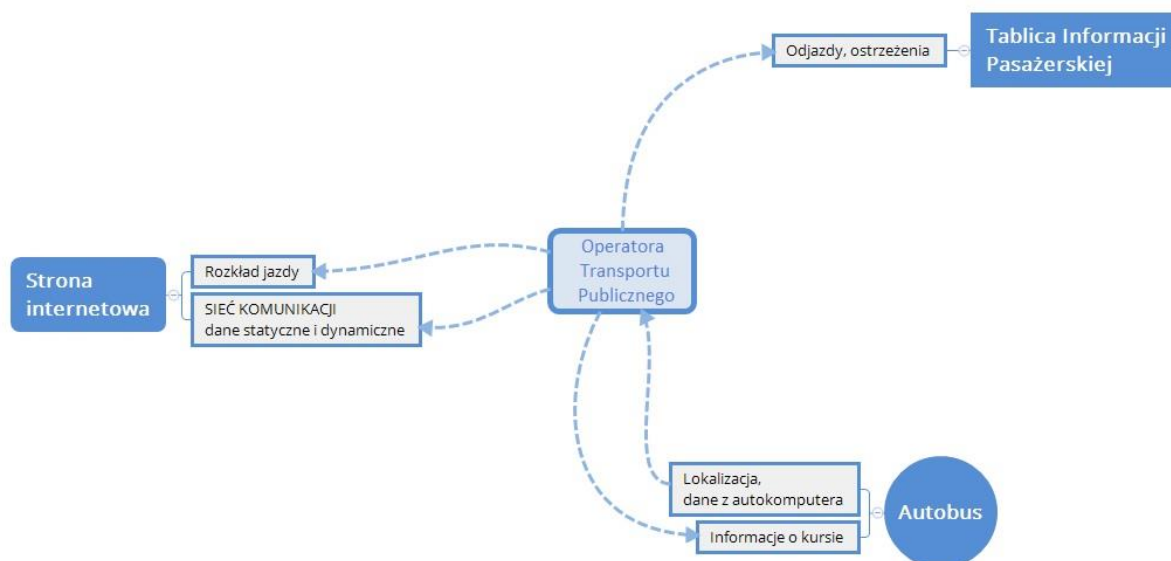 Odjazdy, ostrzeżenia
Tablica Informacji
Pasażerskiej
Operatora
Transportu
Publicznego
Strona
internetowa
Rozkład jazdy
SIEĆ KOMUNIKACJI
dane statyczne i dynamiczne
Lokalizacja,
dane z autokomputera
Informacje o kursie
Autobus